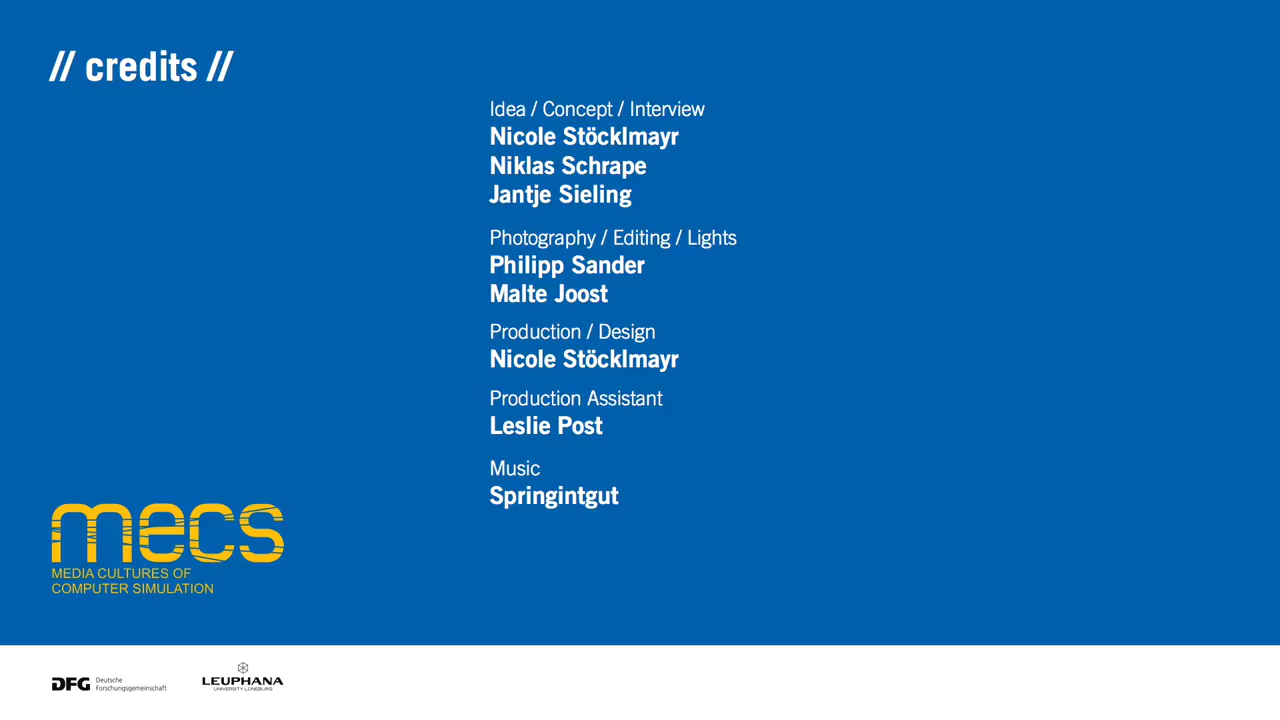 // credits //
Idea / Concept / Interview
Nicole Stöcklmayr
Niklas Schrape
Jantje Sieling
Photography / Editing / Lights
Philipp Sander
Malte Joost
Production / Design
Nicole Stöcklmayr
Production Assistant
Leslie Post
Music
Springintgut
mecs
MEDIA CULTURES OF
COMPUTER SIMULATION
DFG Deutsche
Forschungsgemeinschaft
LEUPHANA
UNIVERSITY LÜNEBURG